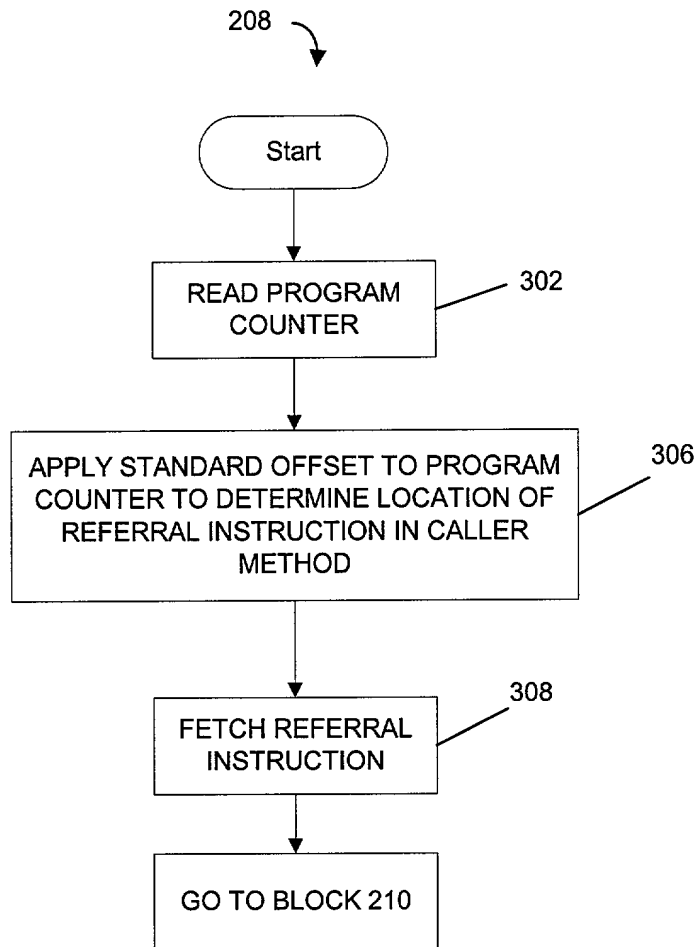 208
Start
READ PROGRAM
COUNTER
302
APPLY STANDARD OFFSET TO PROGRAM
COUNTER TO DETERMINE LOCATION OF
REFERRAL INSTRUCTION IN CALLER
METHOD
306
FETCH REFERRAL
INSTRUCTION
308
GO TO BLOCK 210